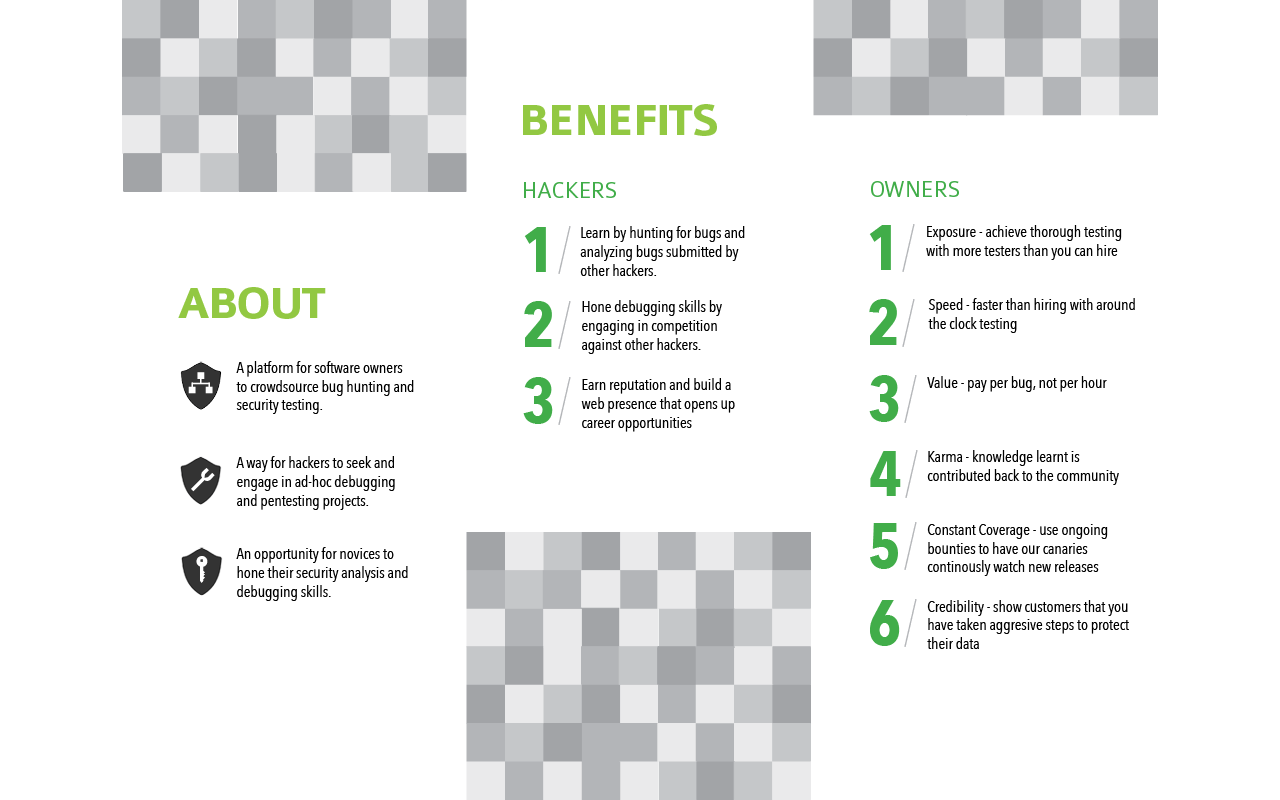 ABOUT
A platform for software owners
to crowdsource bug hunting and
security testing.
A way for hackers to seek and
engage in ad-hoc debugging
and pentesting projects.
An opportunity for novices to
hone their security analysis and
debugging skills.
BENEFITS
HACKERS
1
Learn by hunting for bugs and
analyzing bugs submitted by
other hackers.
2
Hone debugging skills by
engaging in competition
against other hackers.
3
Earn reputation and build a
web presence that opens up
career opportunities
OWNERS
1
Exposure - achieve thorough testing
with more testers than you can hire
2
Speed - faster than hiring with around
the clock testing
3
Value - pay per bug, not per hour
4
Karma - knowledge learnt is
contributed back to the community
5
Constant Coverage - use ongoing
bounties to have our canaries
continously watch new releases
6
Credibility - show customers that you
have taken aggresive steps to protect
their data